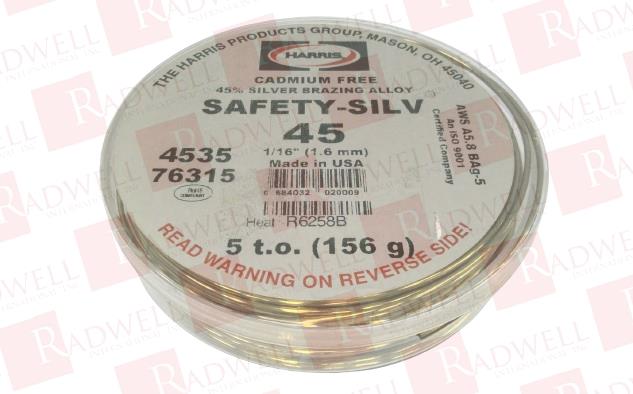 THE HARRIS PRODUCTS GROUP, MASON, OH 45040
HARRIS
CADMIUM FREE
45% SILVER BRAZING ALLOY
SAFETY-SILV
45
1/16" (1.6 mm)
Made in USA
4535
76315
RoHS
COMPLIANT
AWS A5.8 BAg-5
An ISO 9001
Certified Company
684032 020009
Heat R6258B
5 t.o. (156 g)
READ WARNING ON REVERSE SIDE!
RADWELL
INTERNATIONAL, INC.